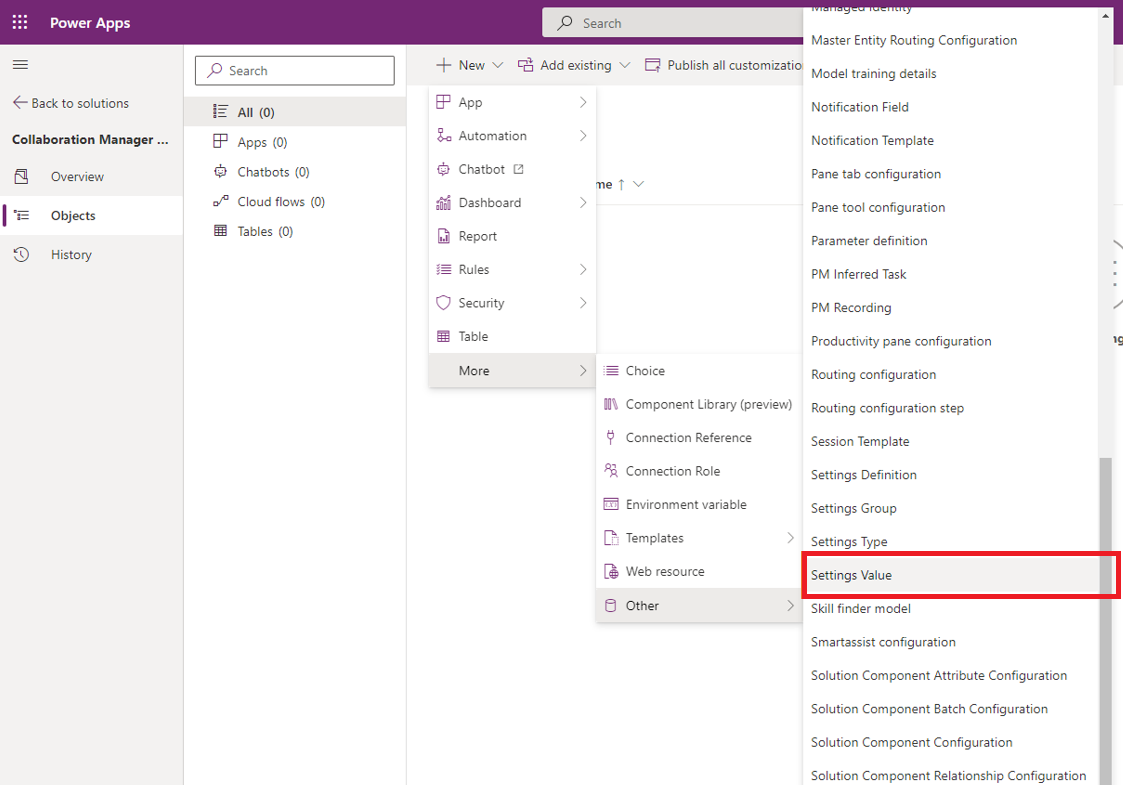 Power Apps
Search
Back to solutions
Collaboration Manager ...
Overview
Objects
History
Search
All (0)
Apps (0)
Chatbots (0)
Cloud flows (0)
Tables (0)
New
Add existing
Publish all customizatio
me ↑
App
Automation
Chatbot
Dashboard
Report
Rules
Security
Table
More
Choice
Component Library (preview)
Connection Reference
Connection Role
Environment variable
Templates
Web resource
Other
Managed Identity
Master Entity Routing Configuration
Model training details
Notification Field
Notification Template
Pane tab configuration
Pane tool configuration
Parameter definition
PM Inferred Task
PM Recording
Productivity pane configuration
Routing configuration
Routing configuration step
Session Template
Settings Definition
Settings Group
Settings Type
Settings Value
Skill finder model
Smartassist configuration
Solution Component Attribute Configuration
Solution Component Batch Configuration
Solution Component Configuration
Solution Component Relationship Configuration